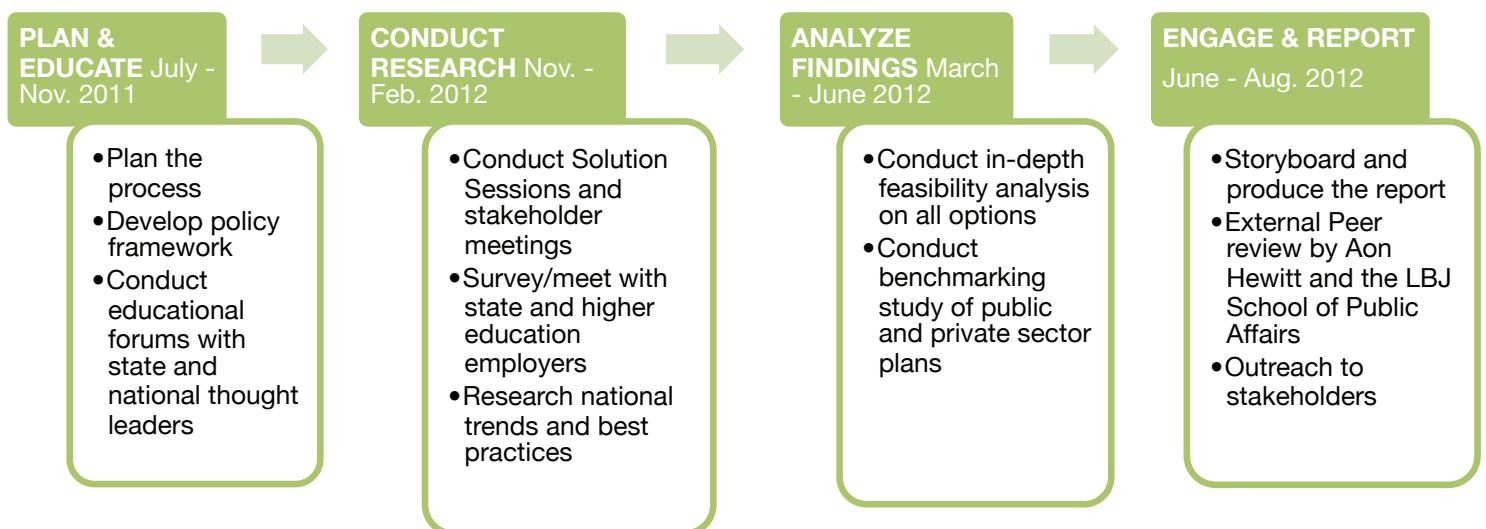 PLAN &
EDUCATE July -
Nov. 2011
•Plan the
process
•Develop policy
framework
•Conduct
educational
forums with
state and
national thought
leaders
CONDUCT
RESEARCH Nov. -
Feb. 2012
•Conduct Solution
Sessions and
stakeholder
meetings
•Survey/meet with
state and higher
education
employers
•Research national
trends and best
practices
ANALYZE
FINDINGS March
- June 2012
•Conduct in-depth
feasibility analysis
on all options
•Conduct
benchmarking
study of public
and private sector
plans
ENGAGE & REPORT
June - Aug. 2012
•Storyboard and
produce the report
•External Peer
review by Aon
Hewitt and the LBJ
School of Public
Affairs
•Outreach to
stakeholders